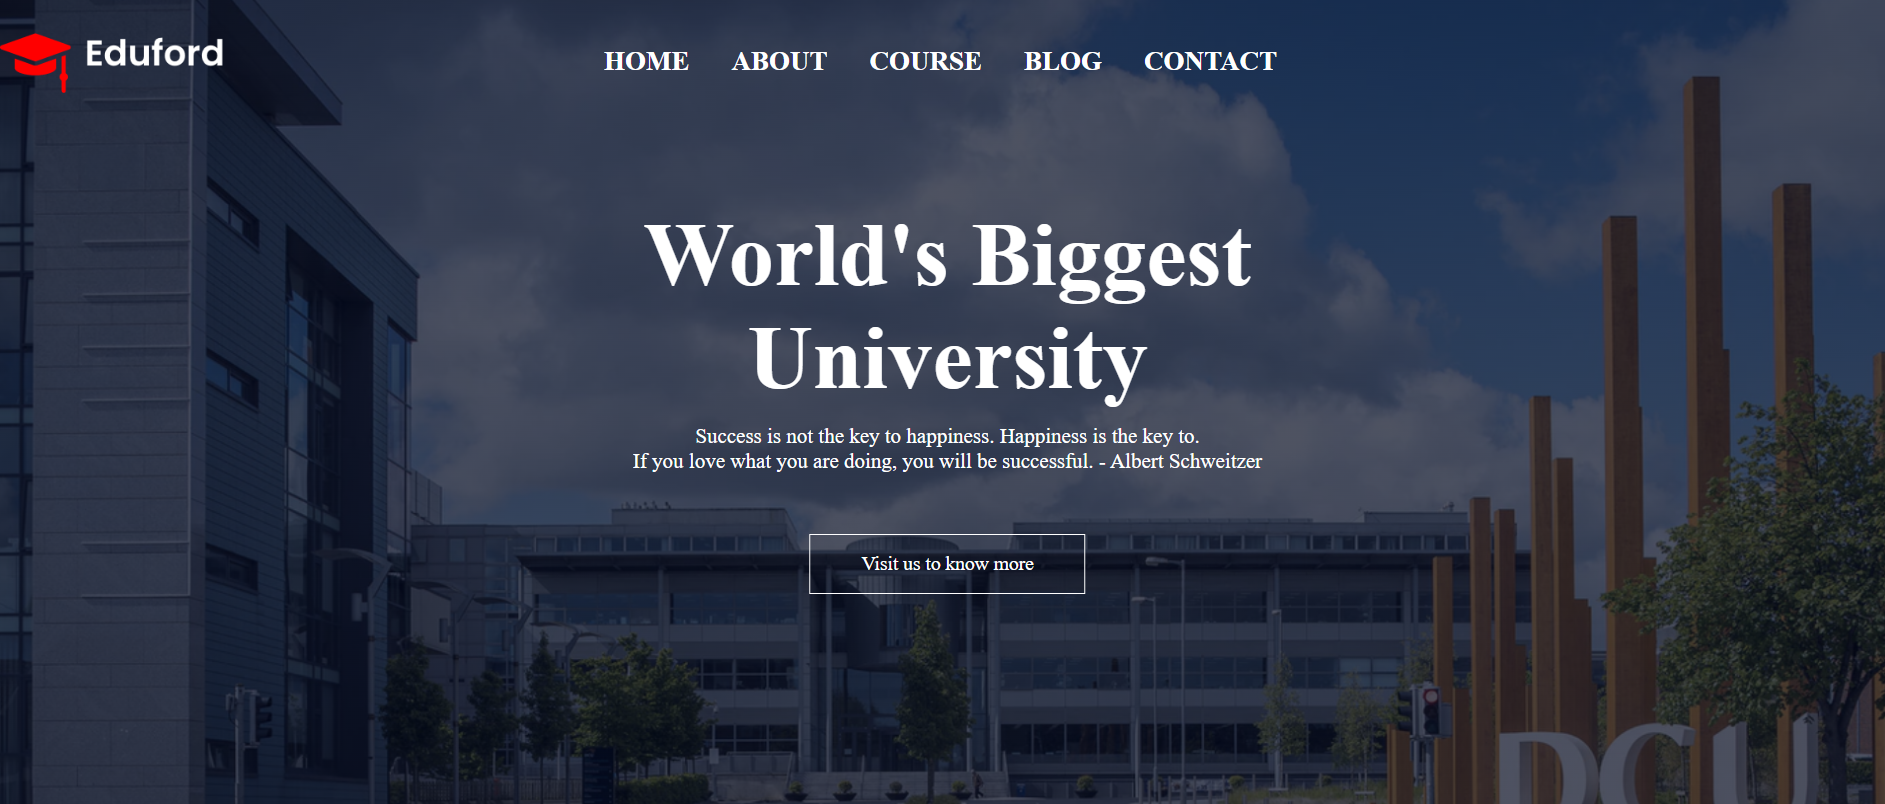 Eduford
HOME ABOUT COURSE BLOG CONTACT
World's Biggest
University
Success is not the key to happiness. Happiness is the key to.
If you love what you are doing, you will be successful. - Albert Schweitzer
Visit us to know more
DCU